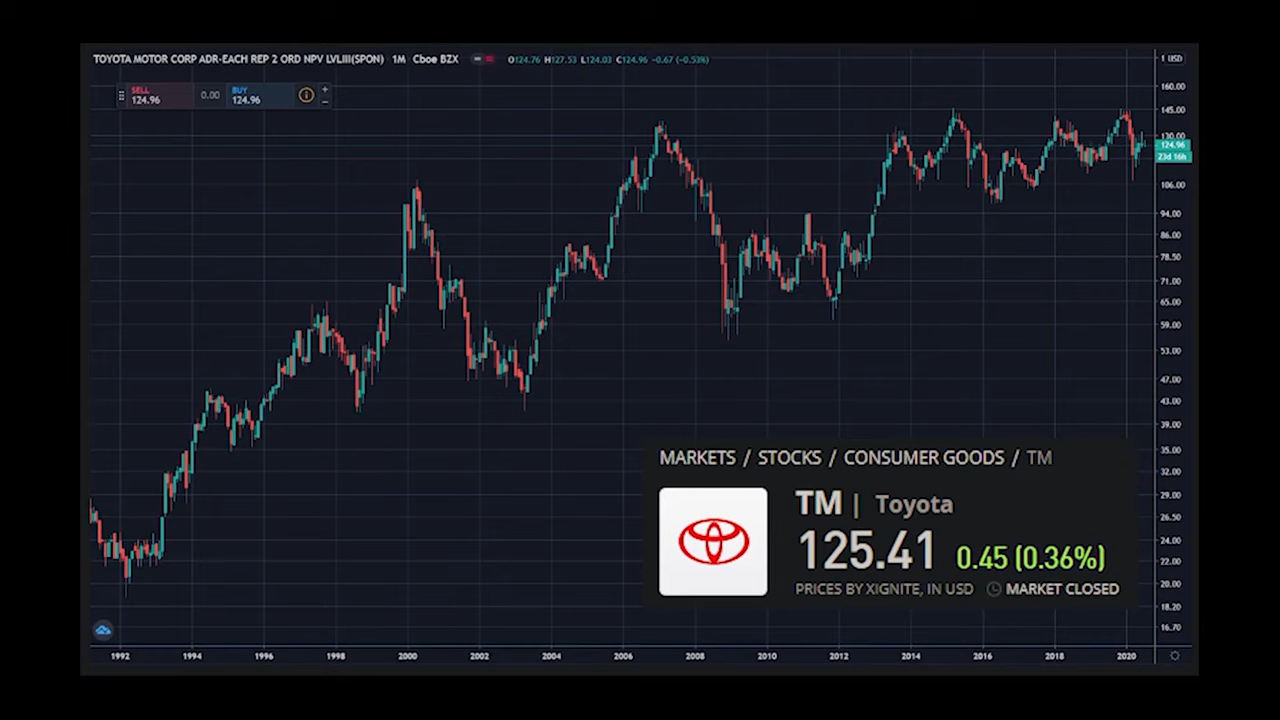 TOYOTA MOTOR CORP ADR-EACH REP 2 ORD NPV LVLIII(SPON) 1M Cboe BZX O124.76 H127.53 L124.03 C124.96 -0.67 (-0.53%)
1 USD
SELL
124.96
0.00
BUY
124.96
160.00
145.00
130.00
124.96
23d 16h
106.00
94.00
86.00
78.50
71.00
65.00
59.00
53.00
47.00
43.00
39.00
35.00
32.00
29.00
26.50
24.00
22.00
20.00
18.20
16.70
MARKETS / STOCKS / CONSUMER GOODS / TM
TM | Toyota
125.41 0.45 (0.36%)
PRICES BY XIGNITE, IN USD MARKET CLOSED
1992 1994 1996 1998 2000 2002 2004 2006 2008 2010 2012 2014 2016 2018 2020